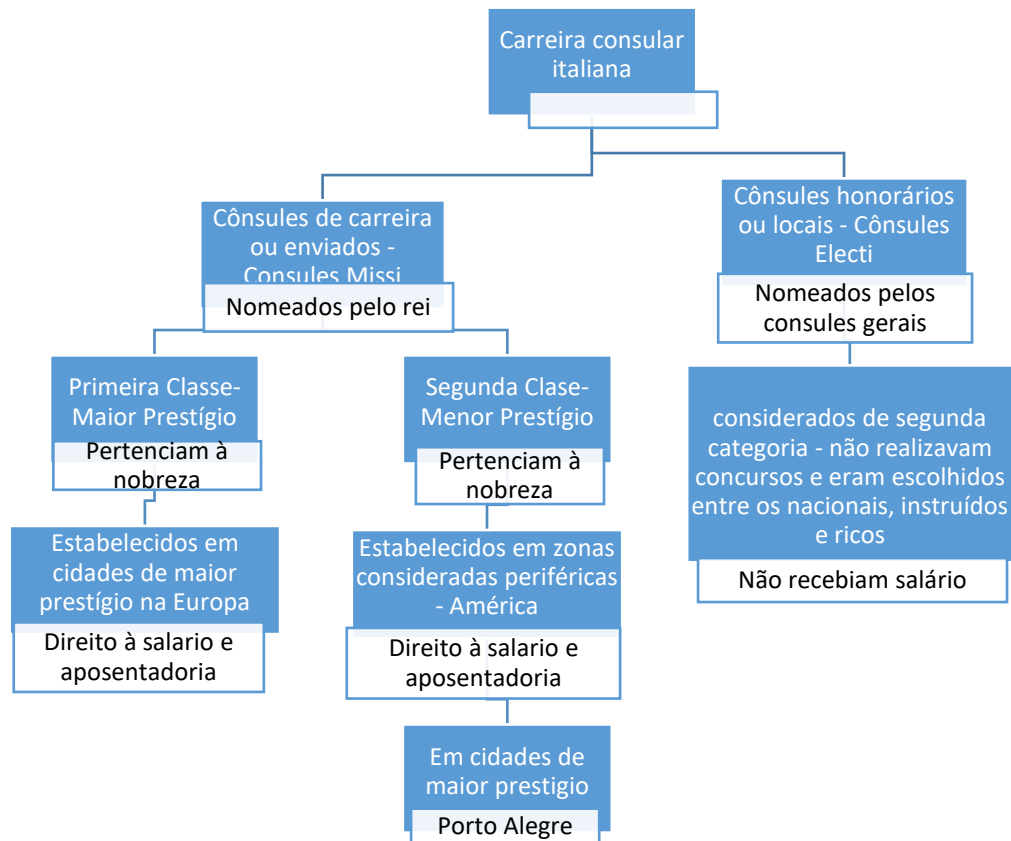 Carreira consular
italiana
Cônsules de carreira
ou enviados -
Consules Missi
Nomeados pelo rei
Cônsules honorários
ou locais - Cônsules
Electi
Nomeados pelos
consules gerais
Primeira Classe-
Maior Prestígio
Pertenciam à
nobreza
Segunda Clase-
Menor Prestígio
Pertenciam à
nobreza
considerados de segunda
categoria - não realizavam
concursos e eram escolhidos
entre os nacionais, instruídos
e ricos
Não recebiam salário
Estabelecidos em
cidades de maior
prestígio na Europa
Direito à salario e
aposentadoria
Estabelecidos em zonas
consideradas periféricas
- América
Direito à salario e
aposentadoria
Em cidades de
maior prestigio
Porto Alegre